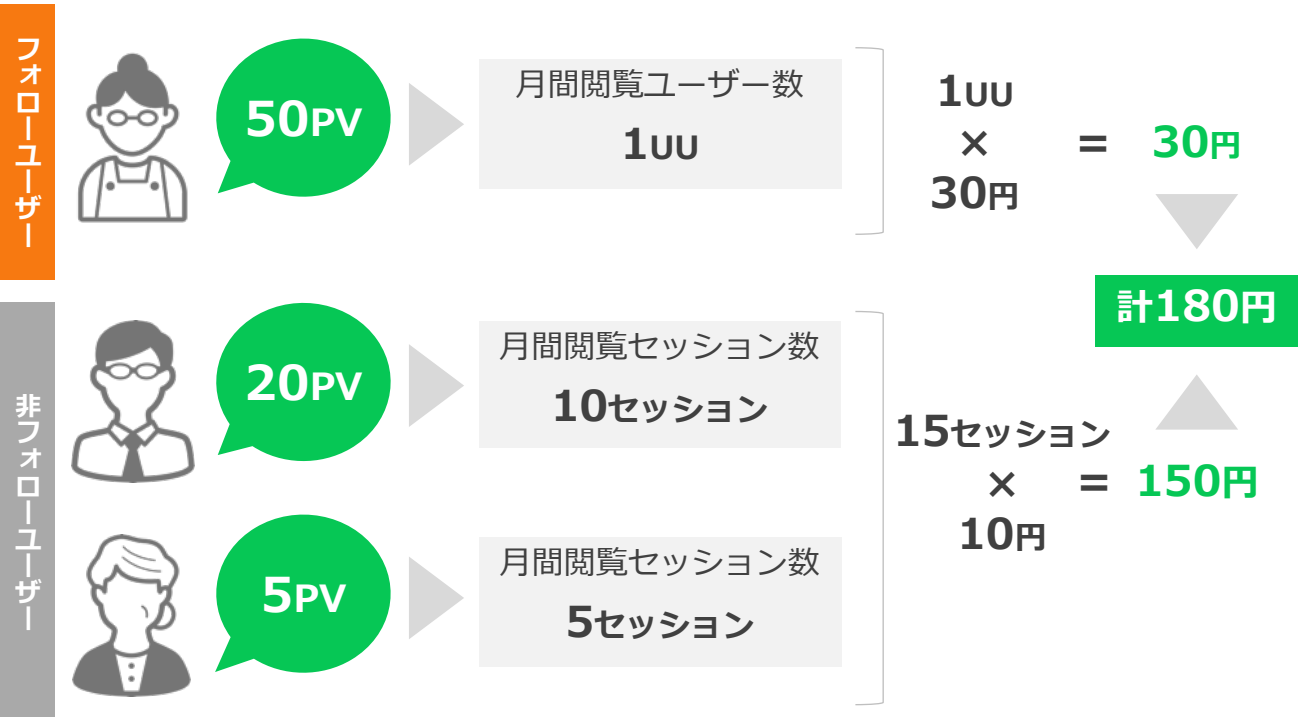 フォローユーザー
50PV
月間閲覧ユーザー数
1UU
1UU
×
30円
=
30円
計180円
非フォローユーザー
20PV
月間閲覧セッション数
10セッション
5PV
月間閲覧セッション数
5セッション
15セッション
×
10円
=
150円